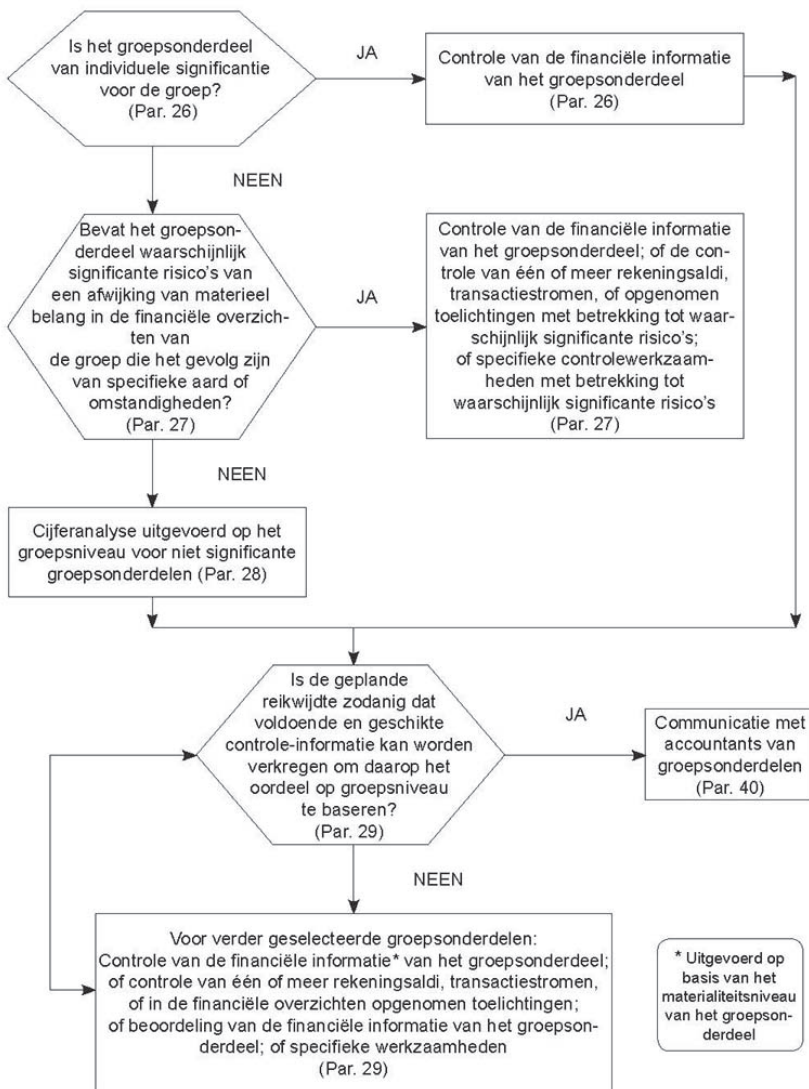 Is het groepsonderdeel
van individuele significantie
voor de groep?
(Par. 26)
JA
Controle van de financiële informatie
van het groepsonderdeel
(Par. 26)
NEEN
Bevat het groepson-
derdeel waarschijnlijk
significante risico's van
een afwijking van materieel
belang in de financiële overzich-
ten van
de groep die het gevolg zijn
van specifieke aard of
omstandigheden?
(Par. 27)
JA
Controle van de financiële informatie
van het groepsonderdeel; of de con-
trole van één of meer rekeningsaldi,
transactiestromen, of opgenomen
toelichtingen met betrekking tot waar-
schijnlijk significante risico's;
of specifieke controlewerkzaam-
heden met betrekking tot
waarschijnlijk significante risico's
(Par. 27)
NEEN
Cijferanalyse uitgevoerd op het
groepsniveau voor niet significante
groepsonderdelen (Par. 28)
Is de geplande
reikwijdte zodanig dat
voldoende en geschikte
controle-informatie kan worden
verkregen om daarop het
oordeel op groepsniveau
te baseren?
(Par. 29)
JA
Communicatie met
accountants van
groepsonderdelen
(Par. 40)
NEEN
Voor verder geselecteerde groepsonderdelen:
Controle van de financiële informatie* van het groepsonderdeel;
of controle van één of meer rekeningsaldi, transactiestromen,
of in de financiële overzichten opgenomen toelichtingen;
of beoordeling van de financiële informatie van het groepson-
derdeel; of specifieke werkzaamheden
(Par. 29)
* Uitgevoerd op
basis van het
materialiteitsniveau
van het groepson-
derdeel